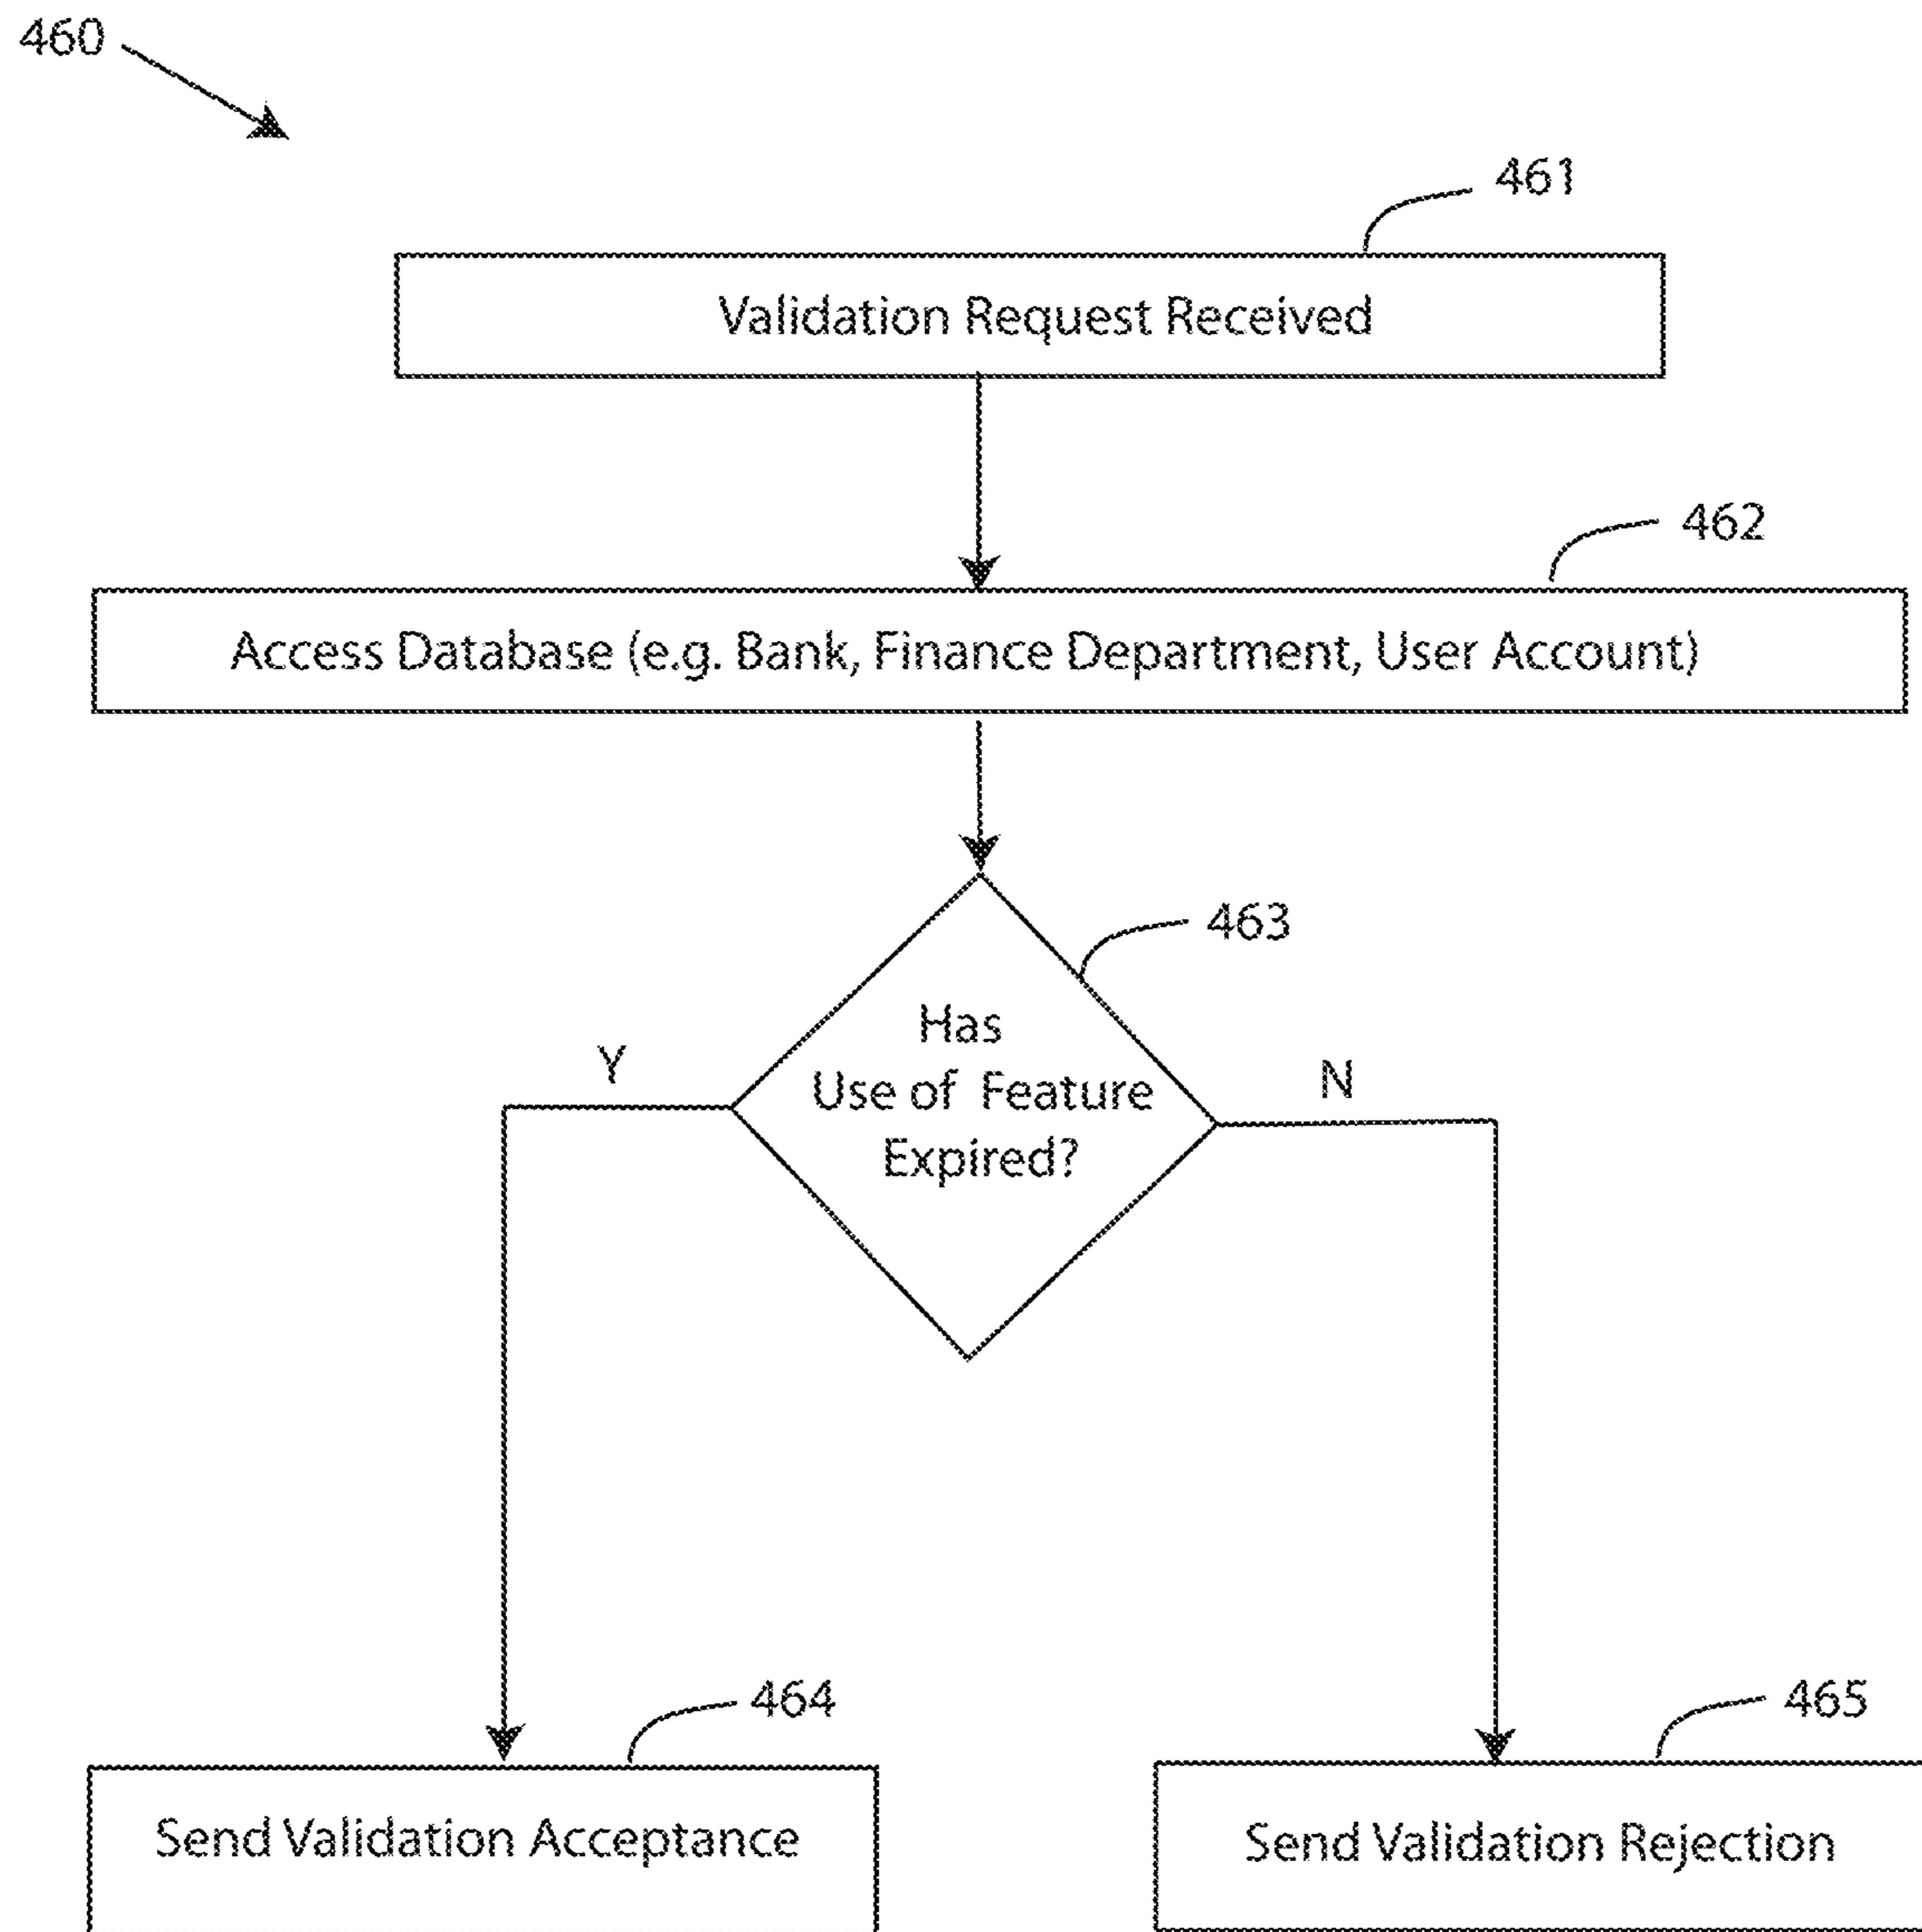 460
461
Validation Request Received
462
Access Database (e.g. Bank, Finance Department, User Account)
463
Has
Use of Feature
Expired?
Y
N
464
465
Send Validation Acceptance
Send Validation Rejection